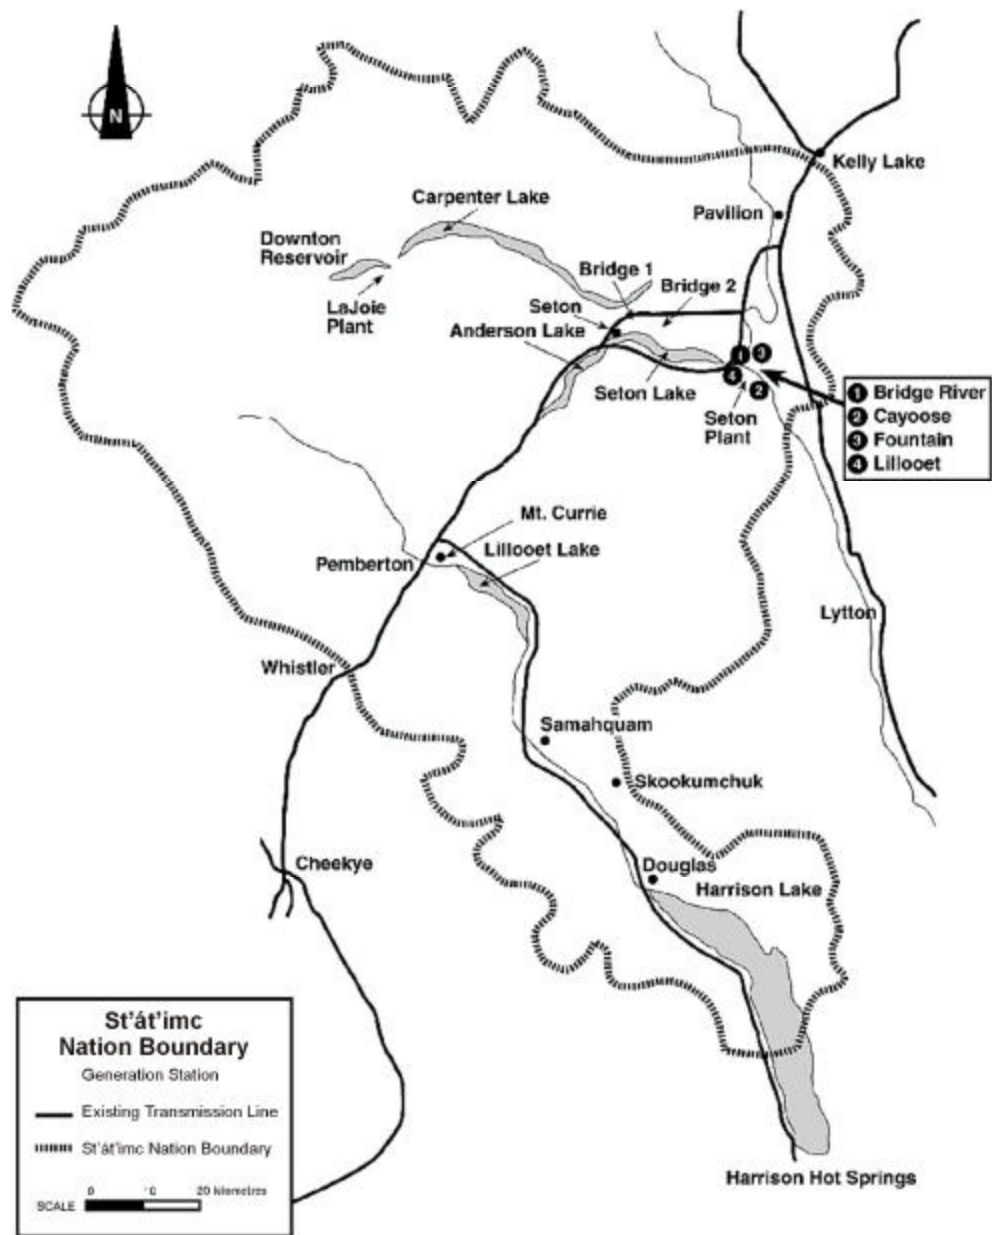 N
Kelly Lake
Carpenter Lake
Pavilion
Downton
Reservoir
Bridge 1
Bridge 2
LaJoie
Plant
Seton
Anderson Lake
Seton Lake
Seton
Plant
1
3
4
2
1 Bridge River
2 Cayoose
3 Fountain
4 Lillooet
Mt. Currie
Lillooet Lake
Pemberton
Lytton
Whistler
Samahquam
Skookumchuk
Cheekye
Douglas
Harrison Lake
Harrison Hot Springs
St'át'imc
Nation Boundary
Generation Station
Existing Transmission Line
St'át'imc Nation Boundary
SCALE
0 20 kilometres